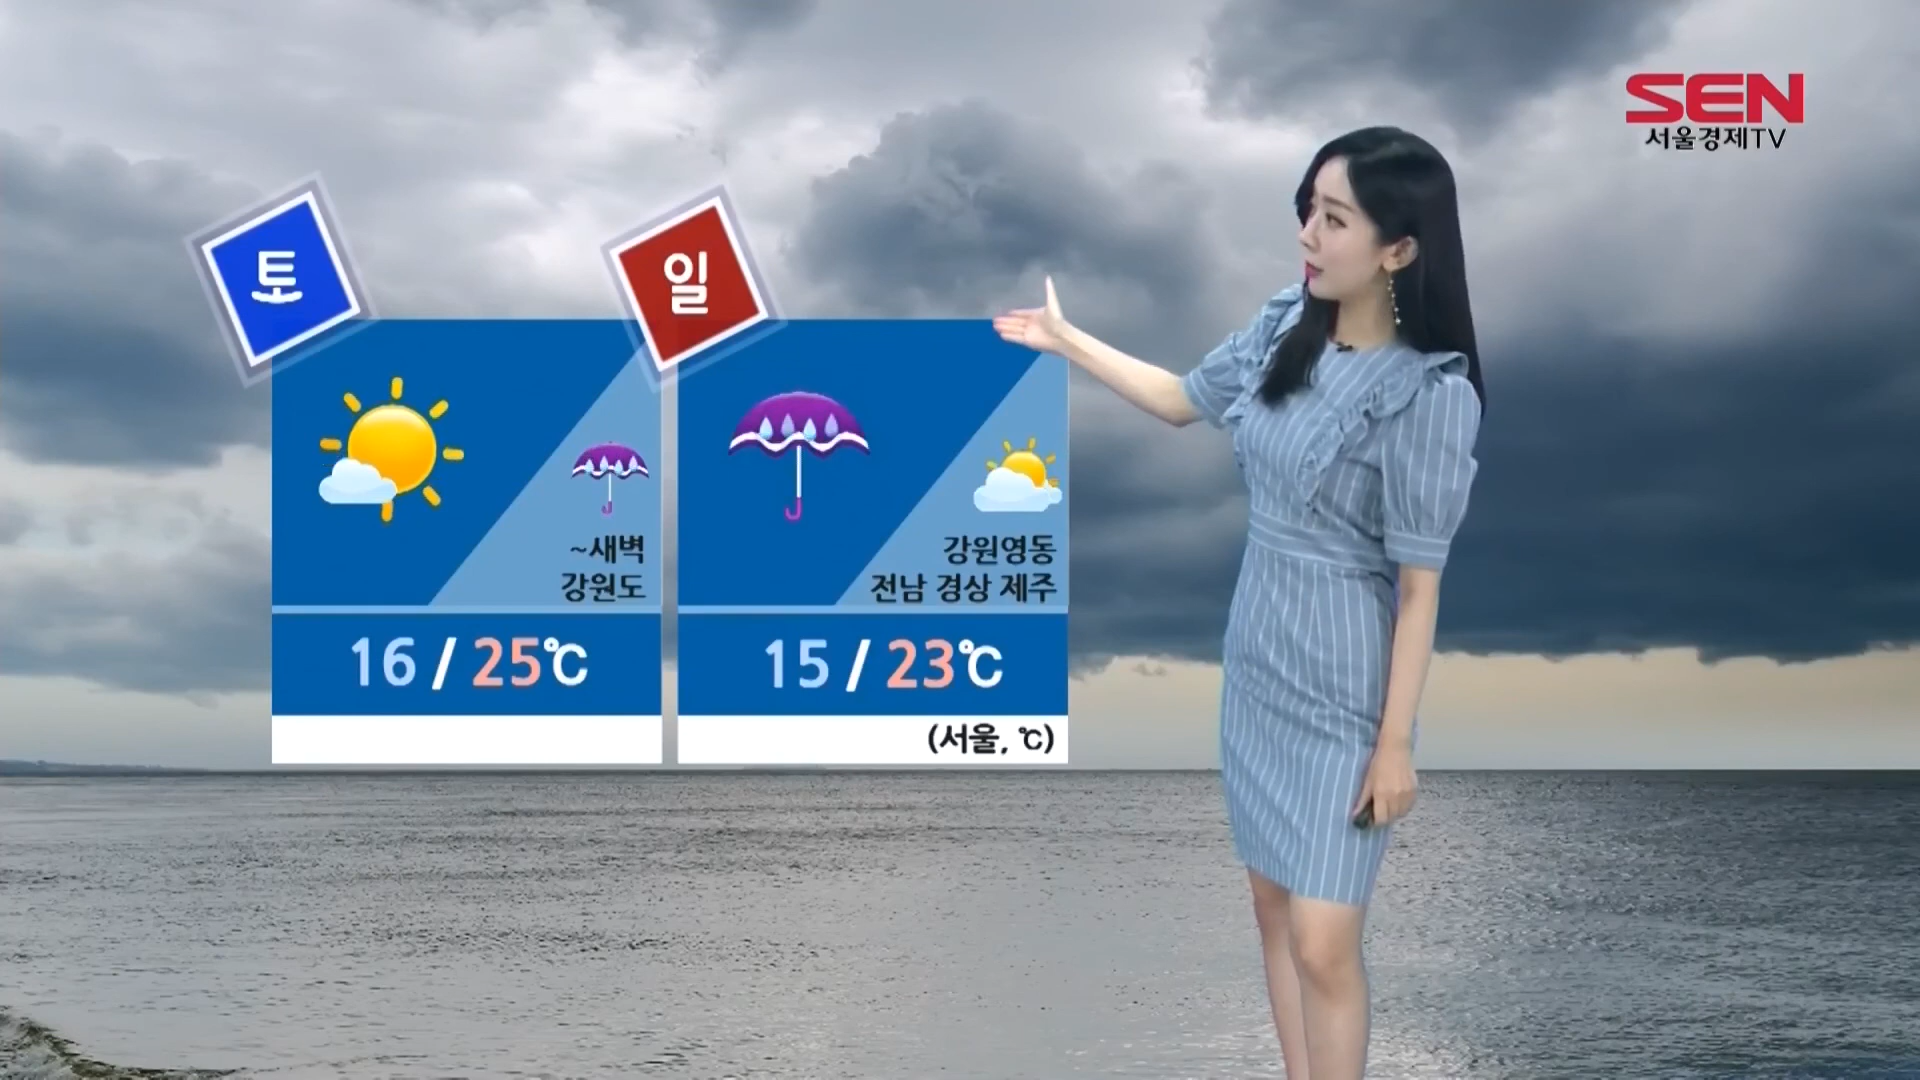 SEN
서울경제TV
토
일
~새벽
강원도
강원영동
전남 경상 제주
16 / 25℃
15 / 23℃
(서울, ℃)